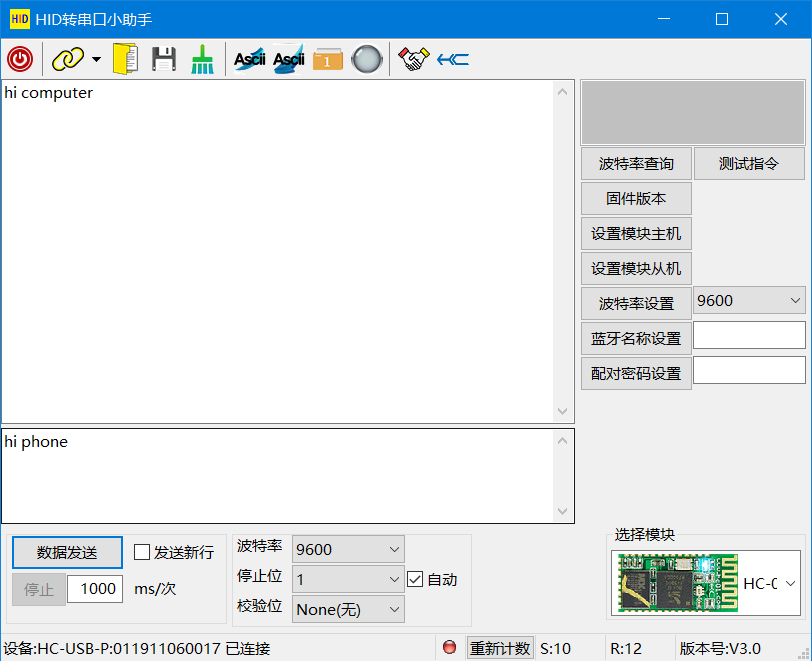 HID HID转串口小助手
Ascii Ascii 1
hi computer
波特率查询 测试指令
固件版本
设置模块主机
设置模块从机
波特率设置 9600
蓝牙名称设置
配对密码设置
hi phone
数据发送 发送新行
停止 1000 ms/次
波特率 9600
停止位 1 自动
校验位 None(无)
选择模块
HC-0
设备:HC-USB-P:011911060017 已连接 重新计数 S:10 R:12 版本号:V3.0